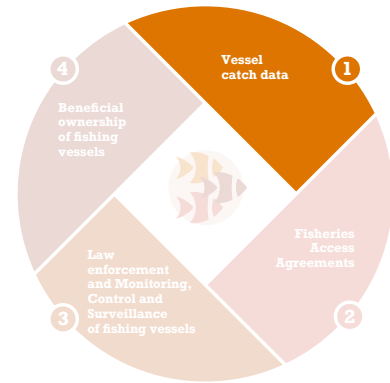 1
Vessel
catch data
2
Fisheries
Access
Agreements
3
Law
enforcement
and Monitoring,
Control and
Surveillance
of fishing vessels
4
Beneficial
ownership
of fishing
vessels